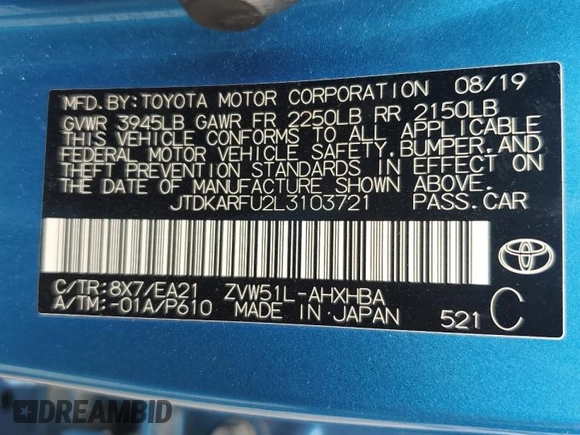 MFD. BY: TOYOTA MOTOR CORPORATION 08/19
GVWR 3945LB GAWR FR 2250LB RR 2150LB
THIS VEHICLE CONFORMS TO ALL APPLICABLE
FEDERAL MOTOR VEHICLE SAFETY, BUMPER, AND
THEFT PREVENTION STANDARDS IN EFFECT ON
THE DATE OF MANUFACTURE SHOWN ABOVE.
JTDKARFU2L3103721 PASS. CAR
TOYOTA
C/TR: 8X7/EA21 ZVW51L-AHXHBA
A/TM: -01A/P610 MADE IN JAPAN 521 C
DREAMBID